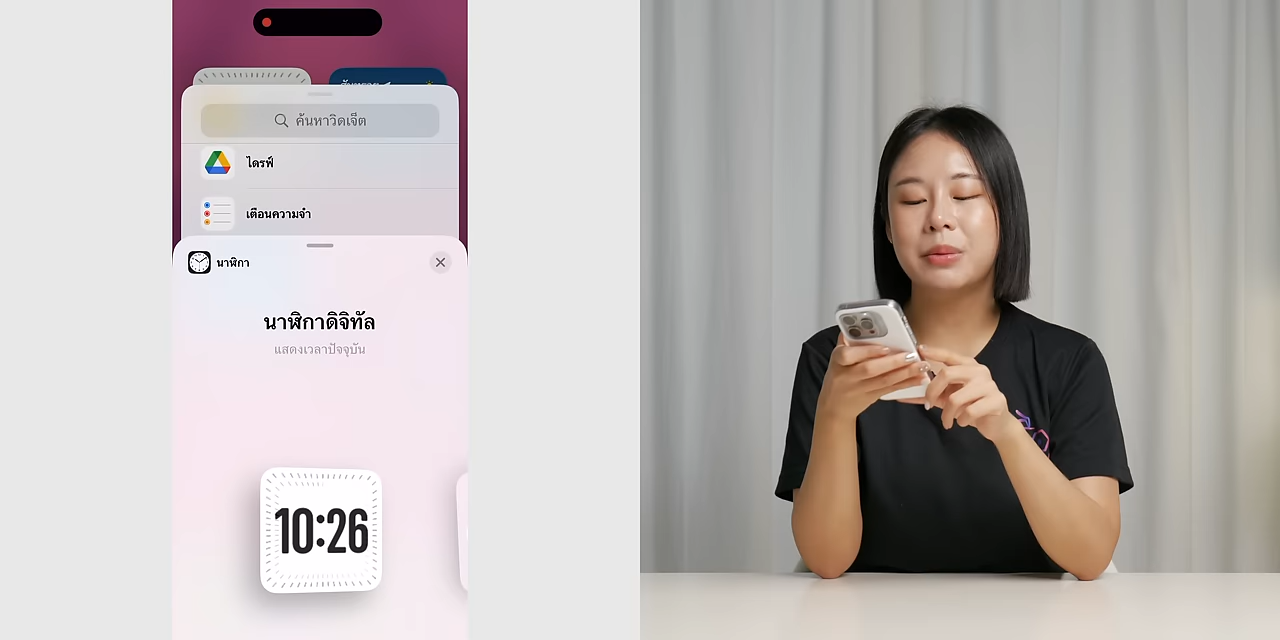 ค้นหาวิดเจ็ต
ไดรฟ์
เตือนความจำ
นาฬิกา
นาฬิกาดิจิทัล
แสดงเวลาปัจจุบัน
10:26